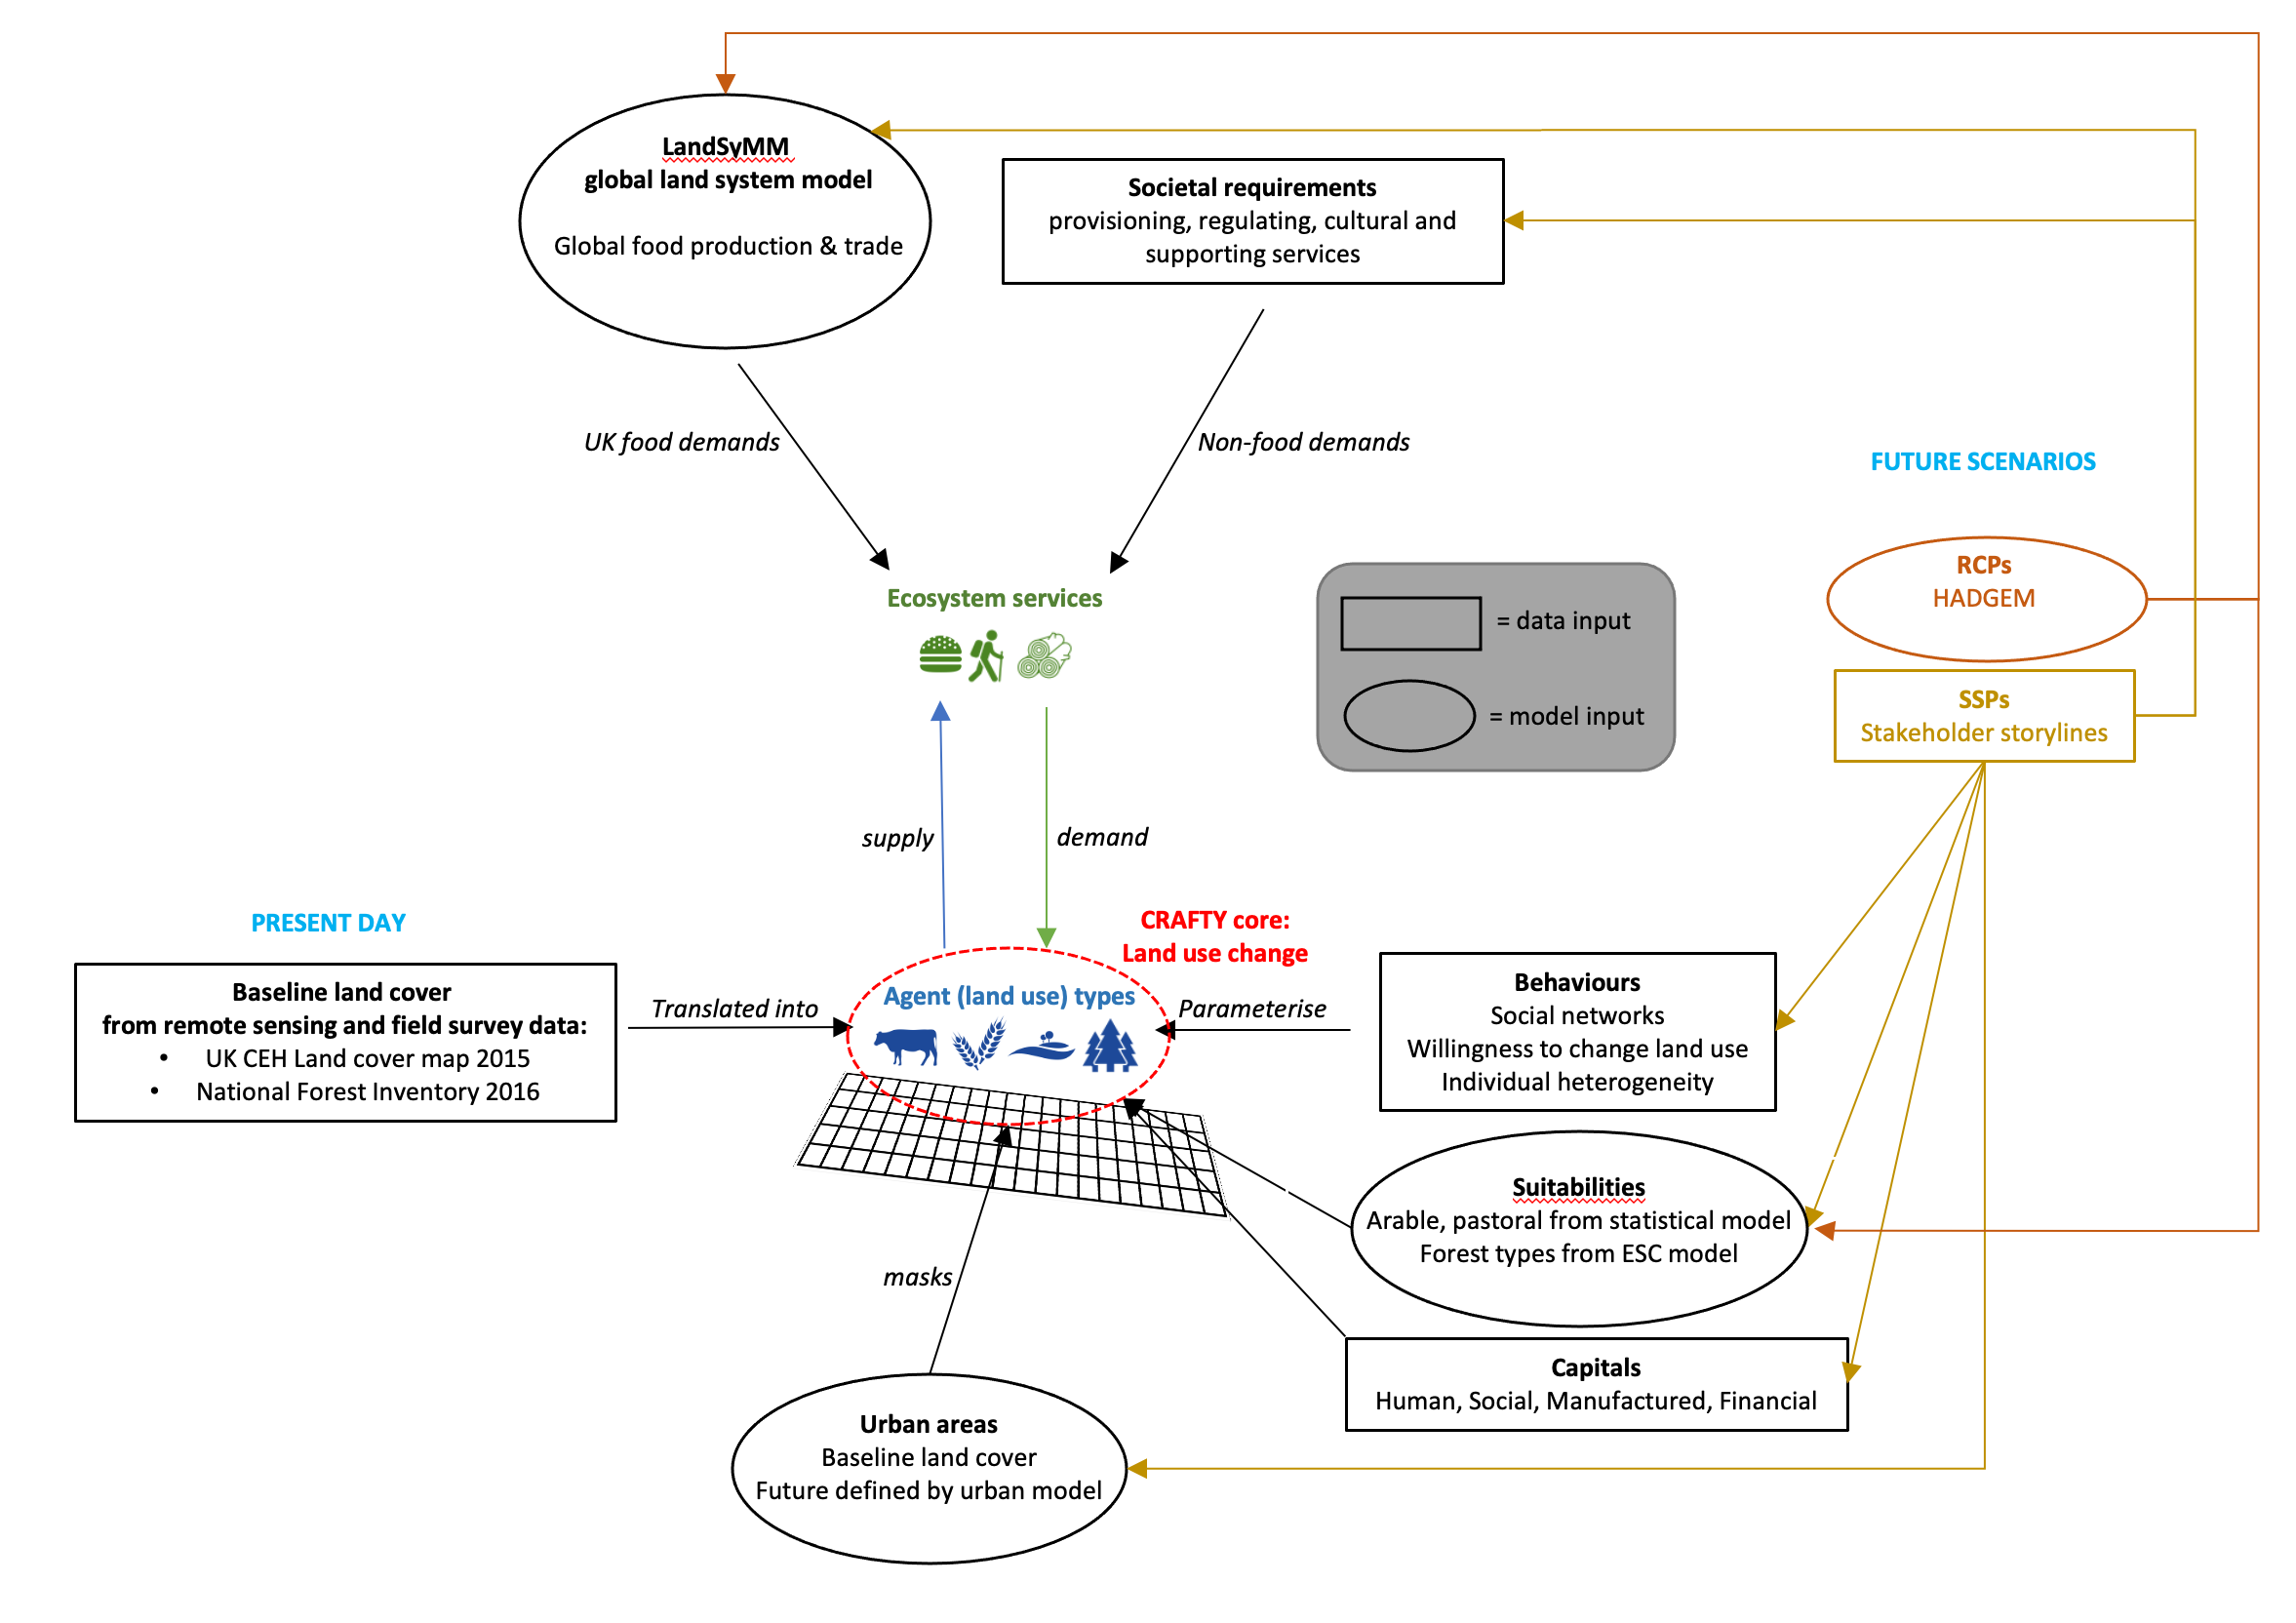 LandSyMM
global land system model
Global food production & trade
Societal requirements
provisioning, regulating, cultural and
supporting services
UK food demands
Non-food demands
FUTURE SCENARIOS
RCPs
HADGEM
SSPs
Stakeholder storylines
Ecosystem services
= data input
= model input
supply
demand
PRESENT DAY
Baseline land cover
from remote sensing and field survey data:
• UK CEH Land cover map 2015
• National Forest Inventory 2016
Translated into
CRAFTY core:
Land use change
Agent (land use) types
Parameterise
Behaviours
Social networks
Willingness to change land use
Individual heterogeneity
Suitabilities
Arable, pastoral from statistical model
Forest types from ESC model
masks
Capitals
Human, Social, Manufactured, Financial
Urban areas
Baseline land cover
Future defined by urban model